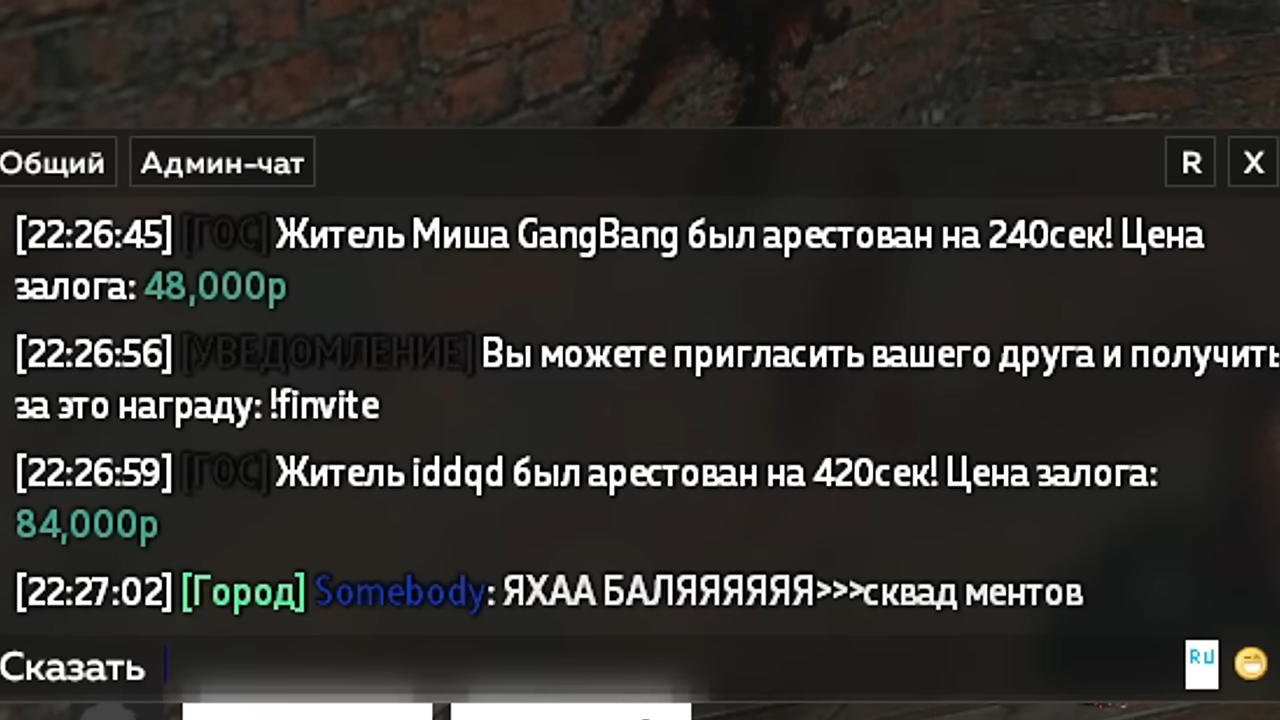 Общий Админ-чат R X
[22:26:45] [ГОС] Житель Миша GangBang был арестован на 240сек! Цена
залога: 48,000р
[22:26:56] [УВЕДОМЛЕНИЕ] Вы можете пригласить вашего друга и получить
за это награду: !finvite
[22:26:59] [ГОС] Житель iddqd был арестован на 420сек! Цена залога:
84,000р
[22:27:02] [Город] Somebody: ЯХАА БАЛЯЯЯЯЯЯ>>>сквад ментов
Сказать RU